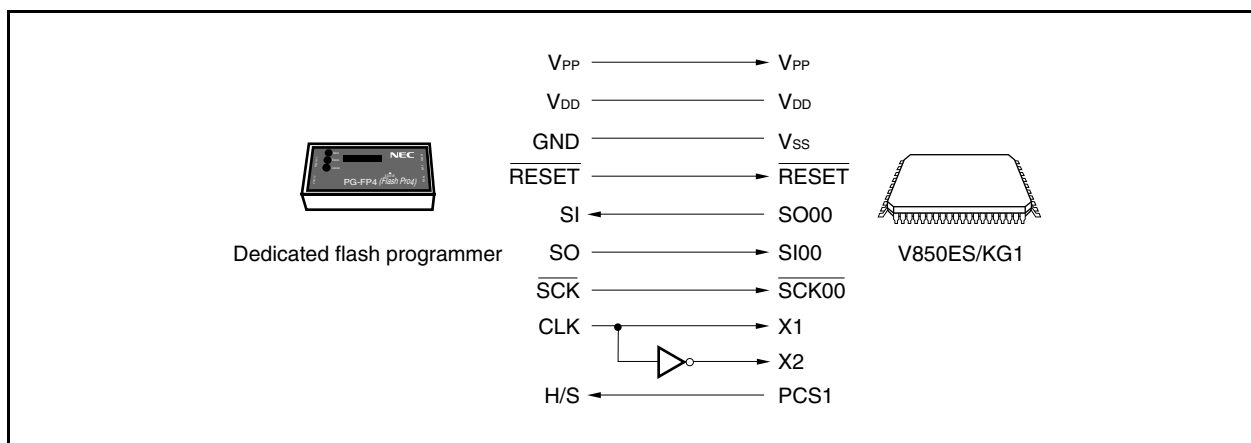 VPP VPP
VDD VDD
GND VSS
RESET RESET
SI SO00
SO SI00
SCK SCK00
CLK X1
X2
H/S PCS1
NEC
PG-FP4 (Flash Pro4)
Dedicated flash programmer
V850ES/KG1